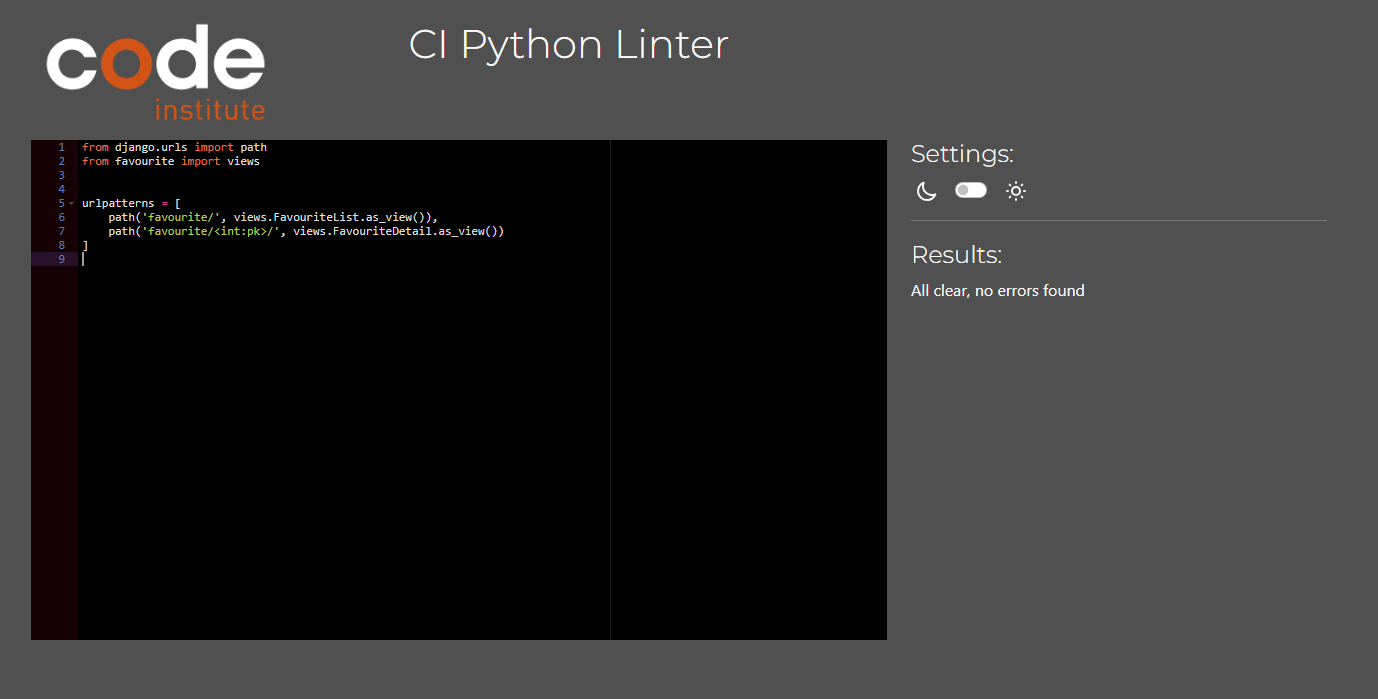 code
institute
CI Python Linter
1 from django.urls import path
2 from favourite import views
3
4
5 urlpatterns = [
6     path('favourite/', views.FavouriteList.as_view()),
7     path('favourite/<int:pk>/', views.FavouriteDetail.as_view())
8 ]
9
Settings:
Results:
All clear, no errors found